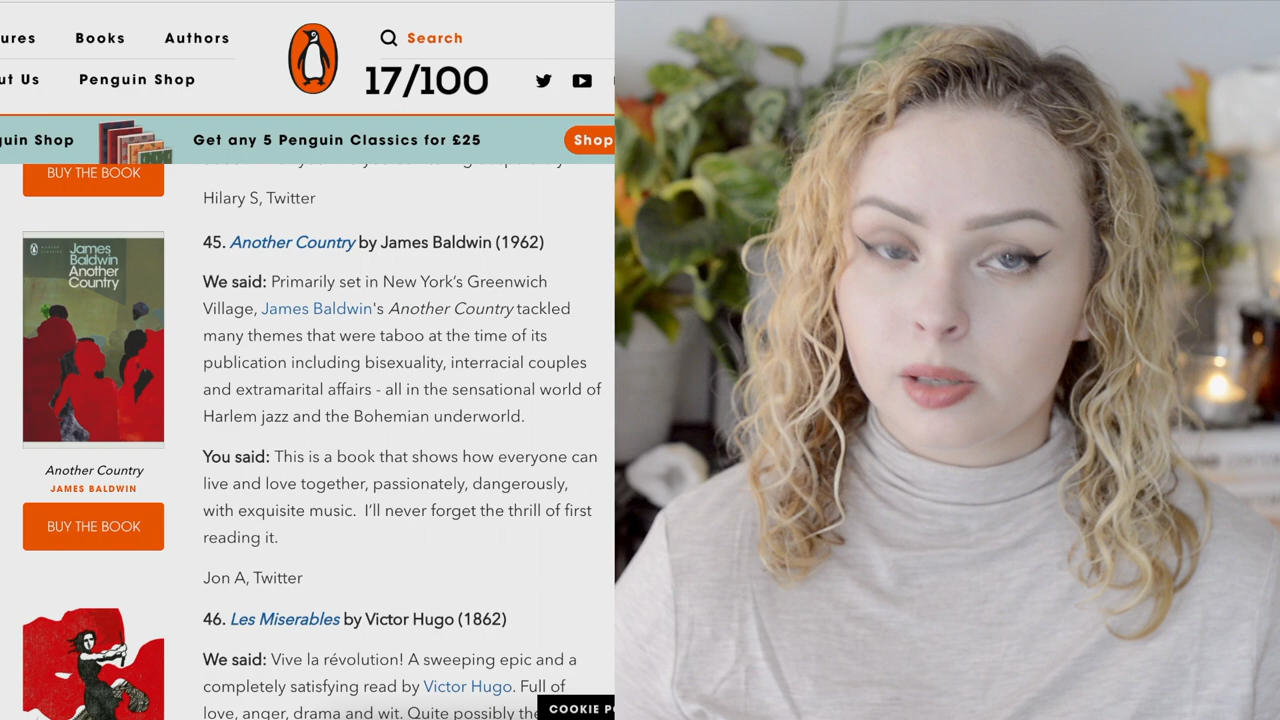 ures Books Authors
Search
ut Us Penguin Shop
17/100
guin Shop Get any 5 Penguin Classics for £25 Shop
BUY THE BOOK
Hilary S, Twitter
James
Baldwin
Another
Country
45. Another Country by James Baldwin (1962)
We said: Primarily set in New York’s Greenwich
Village, James Baldwin's Another Country tackled
many themes that were taboo at the time of its
publication including bisexuality, interracial couples
and extramarital affairs - all in the sensational world of
Harlem jazz and the Bohemian underworld.
You said: This is a book that shows how everyone can
live and love together, passionately, dangerously,
with exquisite music. I’ll never forget the thrill of first
reading it.
Another Country
JAMES BALDWIN
BUY THE BOOK
Jon A, Twitter
46. Les Miserables by Victor Hugo (1862)
We said: Vive la révolution! A sweeping epic and a
completely satisfying read by Victor Hugo. Full of
love, anger, drama and wit. Quite possibly the
COOKIE P